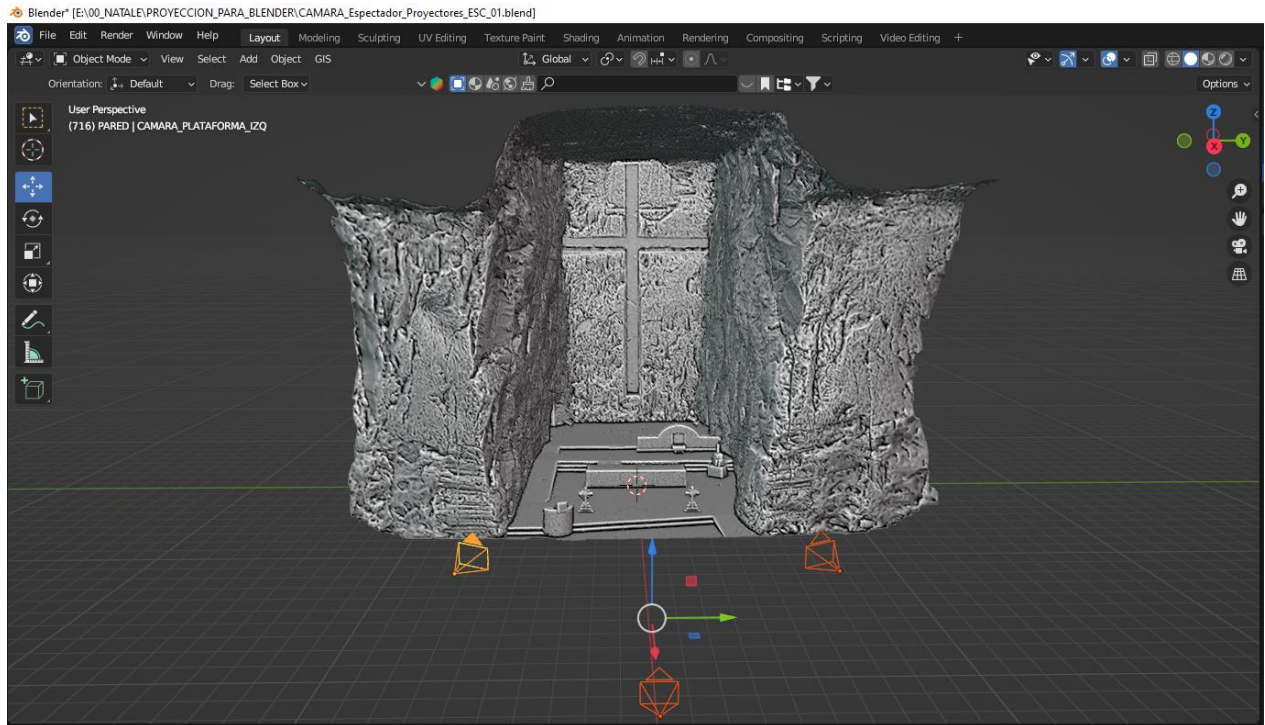 Blender* [E:\00_NATALE\PROYECCION_PARA_BLENDER\CAMARA_Espectador_Proyectores_ESC_01.blend]
File Edit Render Window Help Layout Modeling Sculpting UV Editing Texture Paint Shading Animation Rendering Compositing Scripting Video Editing +
Object Mode View Select Add Object GIS Global
Orientation: Default Drag: Select Box Options
User Perspective
(716) PARED | CAMARA_PLATAFORMA_IZQ
Z
Y
X